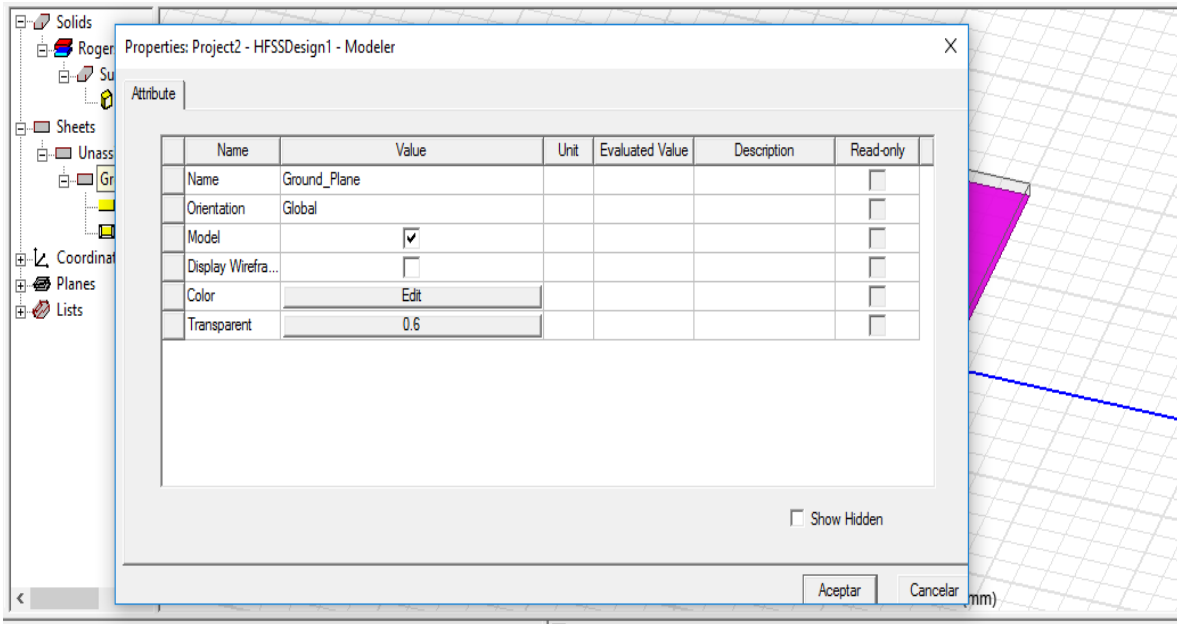 Solids
Roger
Su
Sheets
Unass
Gr
Coordinat
Planes
Lists
Properties: Project2 - HFSSDesign1 - Modeler
Attribute
Name Value Unit Evaluated Value Description Read-only
Name Ground_Plane
Orientation Global
Model
Display Wirefra...
Color Edit
Transparent 0.6
Show Hidden
Aceptar Cancelar
mm)